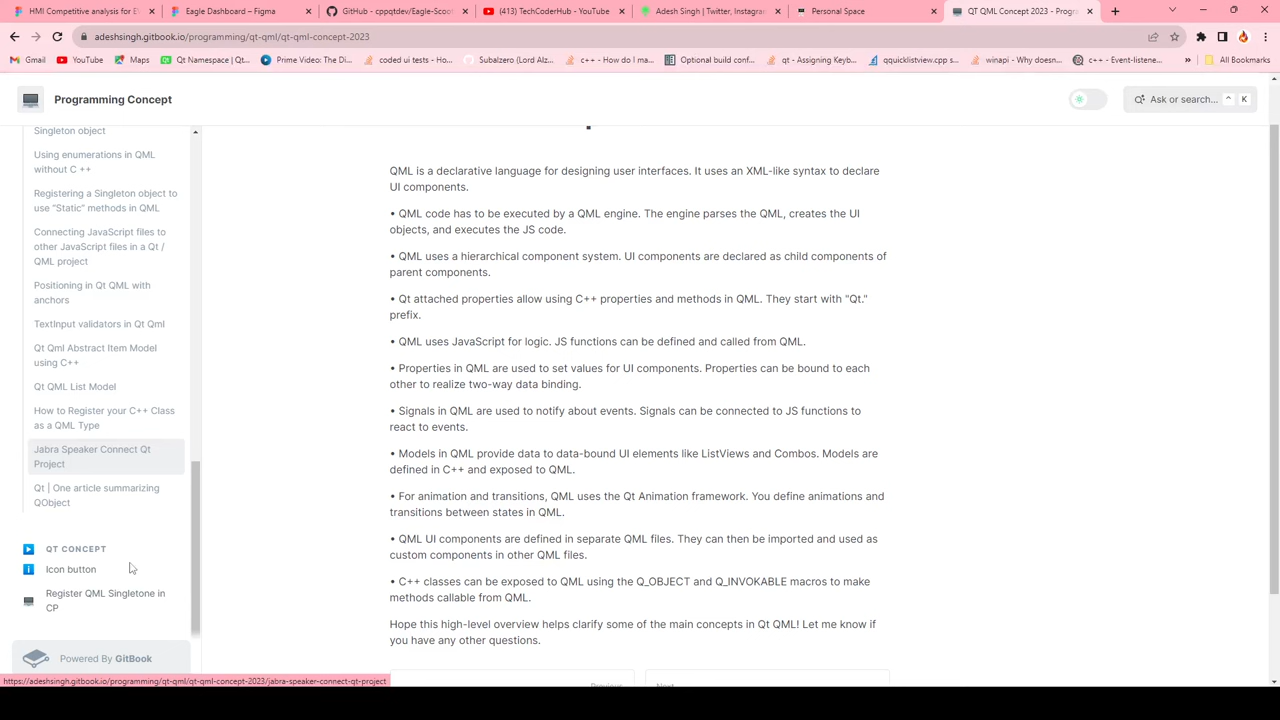 HMI Competitive analysis for E
Eagle Dashboard – Figma
GitHub - cppqtdev/Eagle-Scoot
(413) TechCoderHub - YouTube
Adesh Singh | Twitter, Instagram
Personal Space
QT QML Concept 2023 - Program
adeshsingh.gitbook.io/programming/qt-qml/qt-qml-concept-2023
Gmail
YouTube
Maps
Qt Namespace | Qt...
Prime Video: The Di...
coded ui tests - Ho...
Subalzero (Lord Alz...
c++ - How do I ma...
Optional build conf...
qt - Assigning Keyb...
qquicklistview.cpp s...
winapi - Why doesn...
c++ - Event-listene...
»
All Bookmarks
Programming Concept
Ask or search...
^
K
Singleton object
Using enumerations in QML
without C ++
Registering a Singleton object to
use “Static” methods in QML
Connecting JavaScript files to
other JavaScript files in a Qt /
QML project
Positioning in Qt QML with
anchors
TextInput validators in Qt Qml
Qt Qml Abstract Item Model
using C++
Qt QML List Model
How to Register your C++ Class
as a QML Type
Jabra Speaker Connect Qt
Project
Qt | One article summarizing
QObject
QT CONCEPT
Icon button
Register QML Singletone in
CP
Powered By GitBook
https://adeshsingh.gitbook.io/programming/qt-qml/qt-qml-concept-2023/jabra-speaker-connect-qt-project
QML is a declarative language for designing user interfaces. It uses an XML-like syntax to declare
UI components.
• QML code has to be executed by a QML engine. The engine parses the QML, creates the UI
objects, and executes the JS code.
• QML uses a hierarchical component system. UI components are declared as child components of
parent components.
• Qt attached properties allow using C++ properties and methods in QML. They start with "Qt."
prefix.
• QML uses JavaScript for logic. JS functions can be defined and called from QML.
• Properties in QML are used to set values for UI components. Properties can be bound to each
other to realize two-way data binding.
• Signals in QML are used to notify about events. Signals can be connected to JS functions to
react to events.
• Models in QML provide data to data-bound UI elements like ListViews and Combos. Models are
defined in C++ and exposed to QML.
• For animation and transitions, QML uses the Qt Animation framework. You define animations and
transitions between states in QML.
• QML UI components are defined in separate QML files. They can then be imported and used as
custom components in other QML files.
• C++ classes can be exposed to QML using the Q_OBJECT and Q_INVOKABLE macros to make
methods callable from QML.
Hope this high-level overview helps clarify some of the main concepts in Qt QML! Let me know if
you have any other questions.
Previous
Next